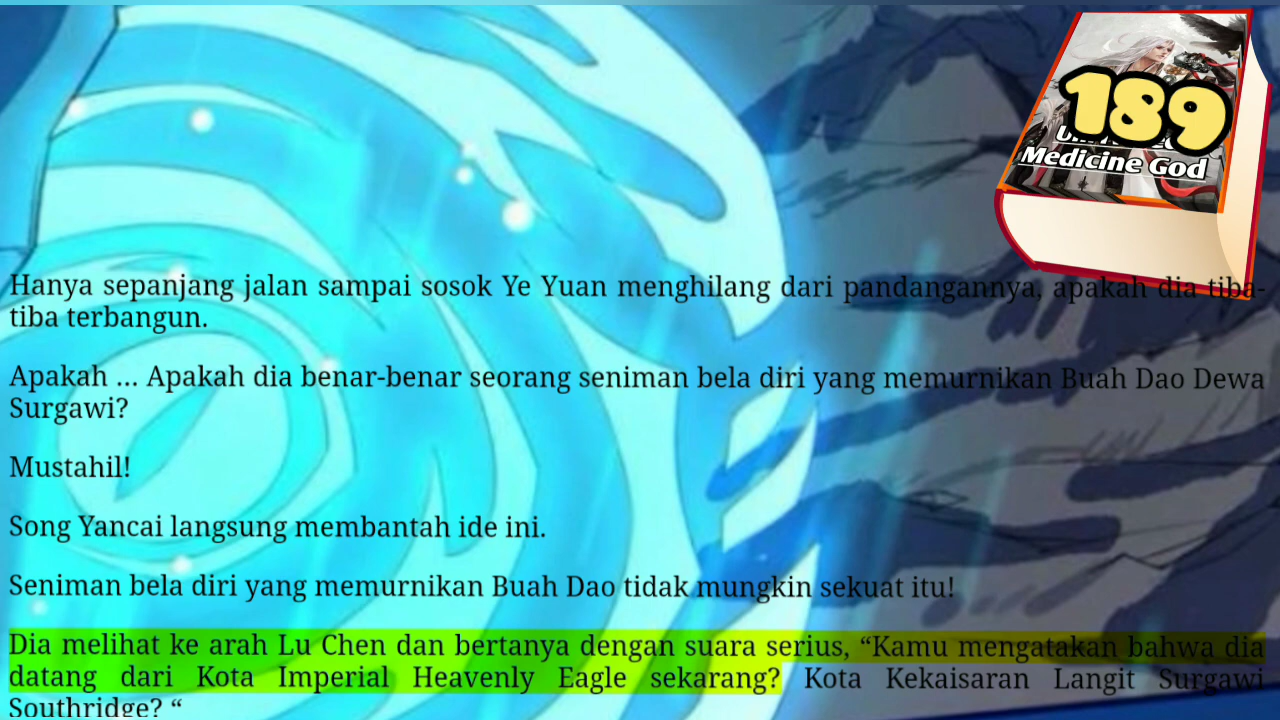 189
Medicine God
Hanya sepanjang jalan sampai sosok Ye Yuan menghilang dari pandangannya, apakah dia tiba-
tiba terbangun.
Apakah ... Apakah dia benar-benar seorang seniman bela diri yang memurnikan Buah Dao Dewa
Surgawi?
Mustahil!
Song Yancai langsung membantah ide ini.
Seniman bela diri yang memurnikan Buah Dao tidak mungkin sekuat itu!
Dia melihat ke arah Lu Chen dan bertanya dengan suara serius, “Kamu mengatakan bahwa dia
datang dari Kota Imperial Heavenly Eagle sekarang? Kota Kekaisaran Langit Surgawi
Southridge? “